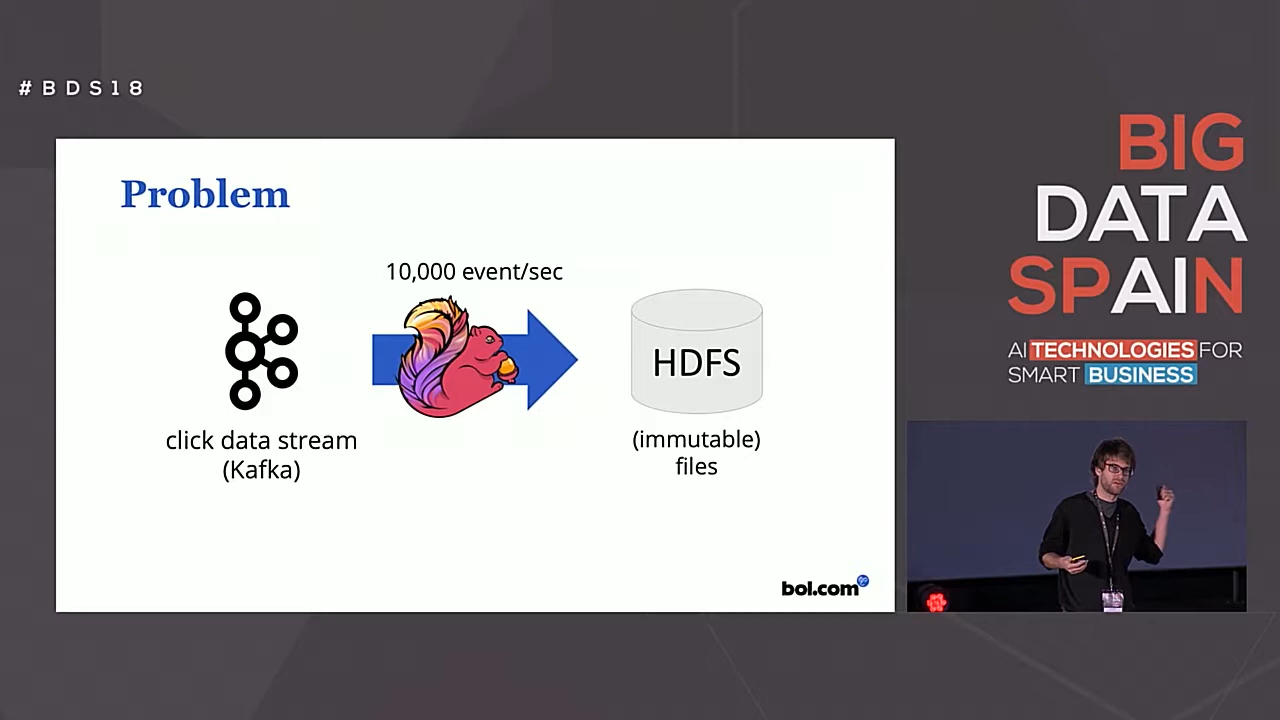 #BDS18
Problem
10,000 event/sec
HDFS
click data stream
(Kafka)
(immutable)
files
bol.com
BIG
DATA
SPAIN
AI TECHNOLOGIES FOR
SMART BUSINESS